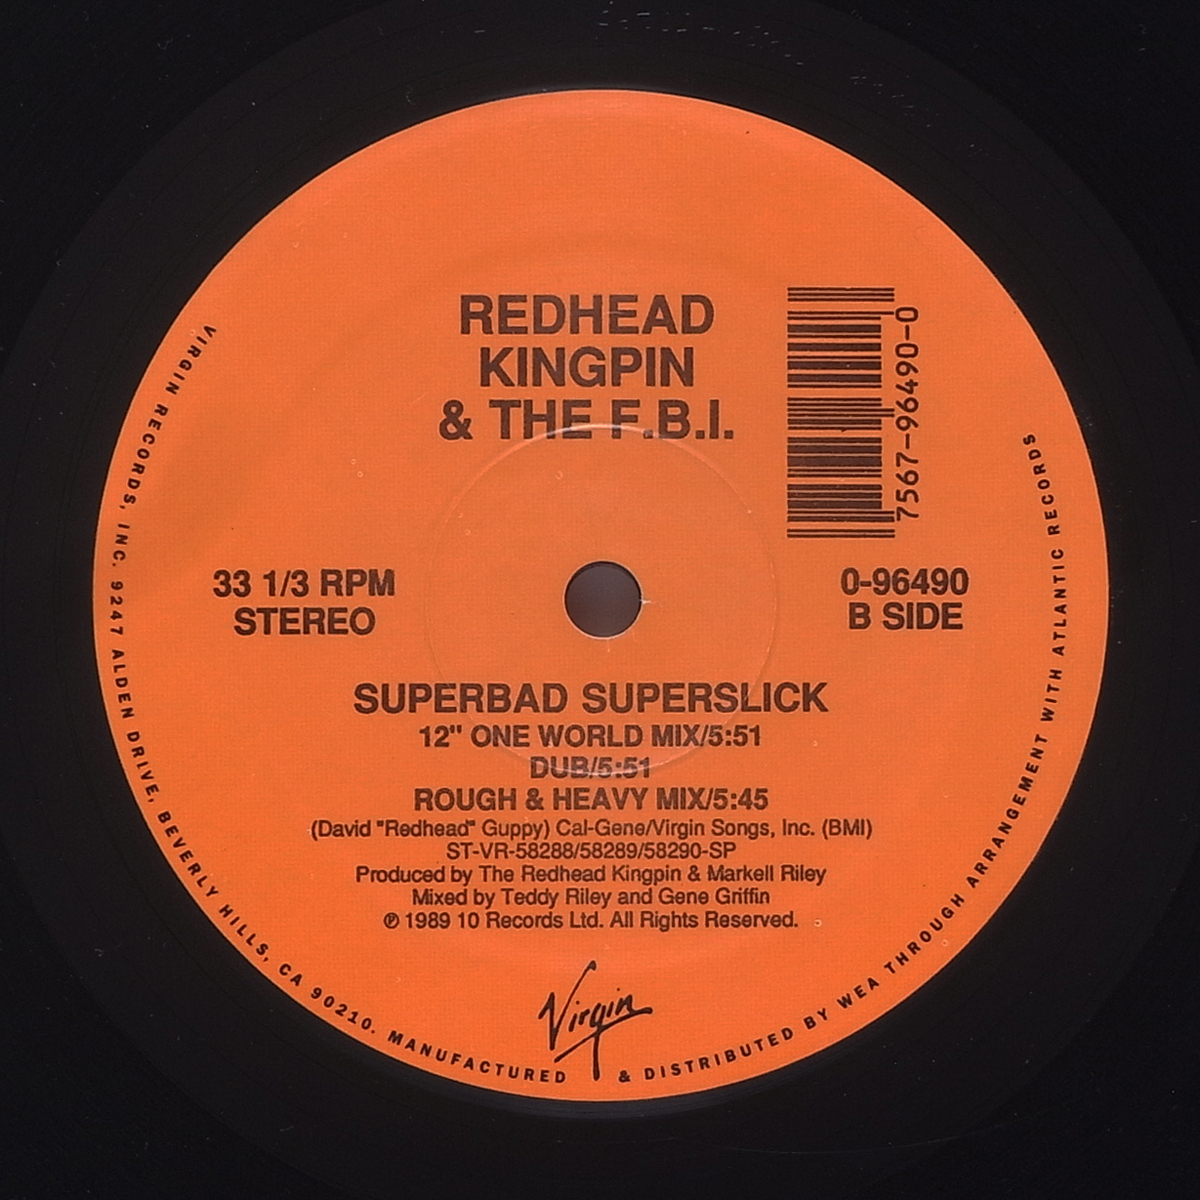 REDHEAD
KINGPIN
& THE F.B.I.
7567-96490-0
33 1/3 RPM
STEREO
0-96490
B SIDE
SUPERBAD SUPERSLICK
12" ONE WORLD MIX/5:51
DUB/5:51
ROUGH & HEAVY MIX/5:45
(David "Redhead" Guppy) Cal-Gene/Virgin Songs, Inc. (BMI)
ST-VR-58288/58289/58290-SP
Produced by The Redhead Kingpin & Markell Riley
Mixed by Teddy Riley and Gene Griffin
℗ 1989 10 Records Ltd. All Rights Reserved.
Virgin
VIRGIN RECORDS, INC. 9247 ALDEN DRIVE, BEVERLY HILLS, CA 90210. MANUFACTURED & DISTRIBUTED BY WEA THROUGH ARRANGEMENT WITH ATLANTIC RECORDS